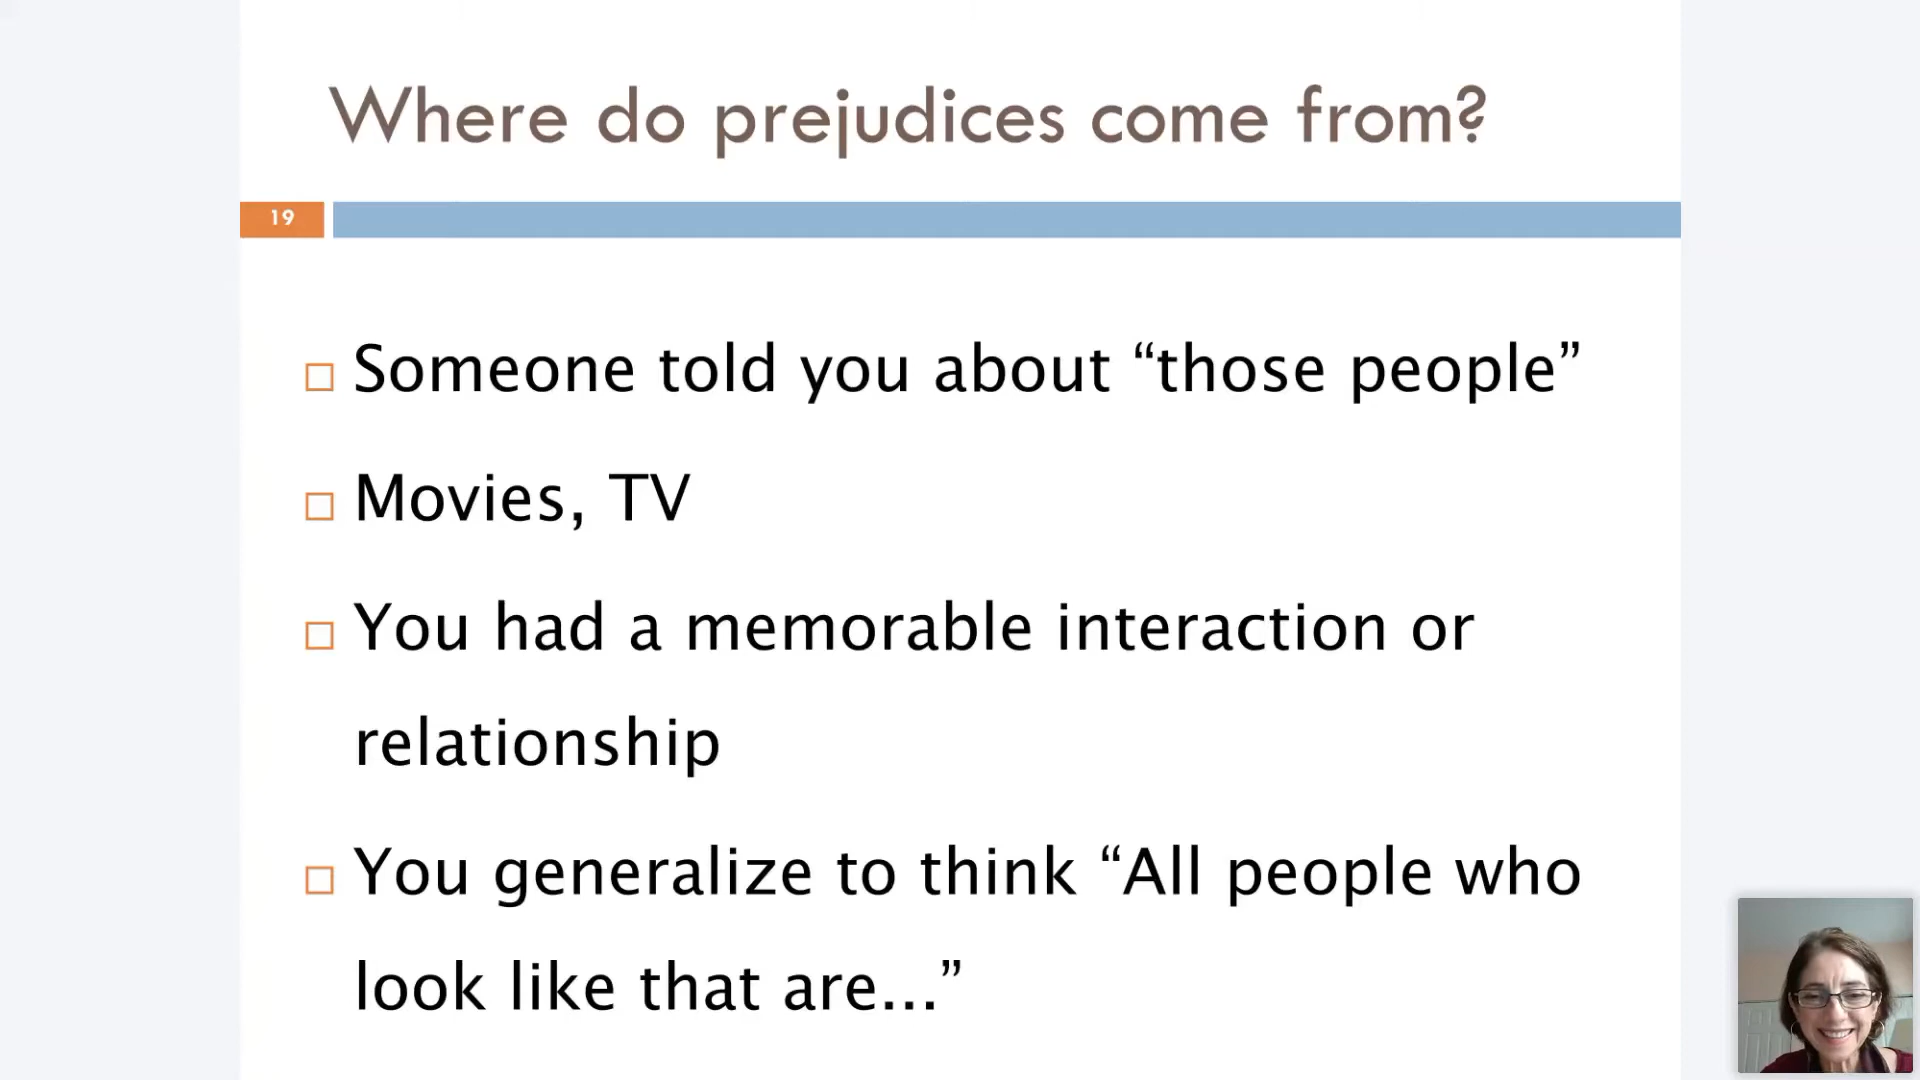 Where do prejudices come from?
19
Someone told you about “those people”
Movies, TV
You had a memorable interaction or
relationship
You generalize to think “All people who
look like that are...”